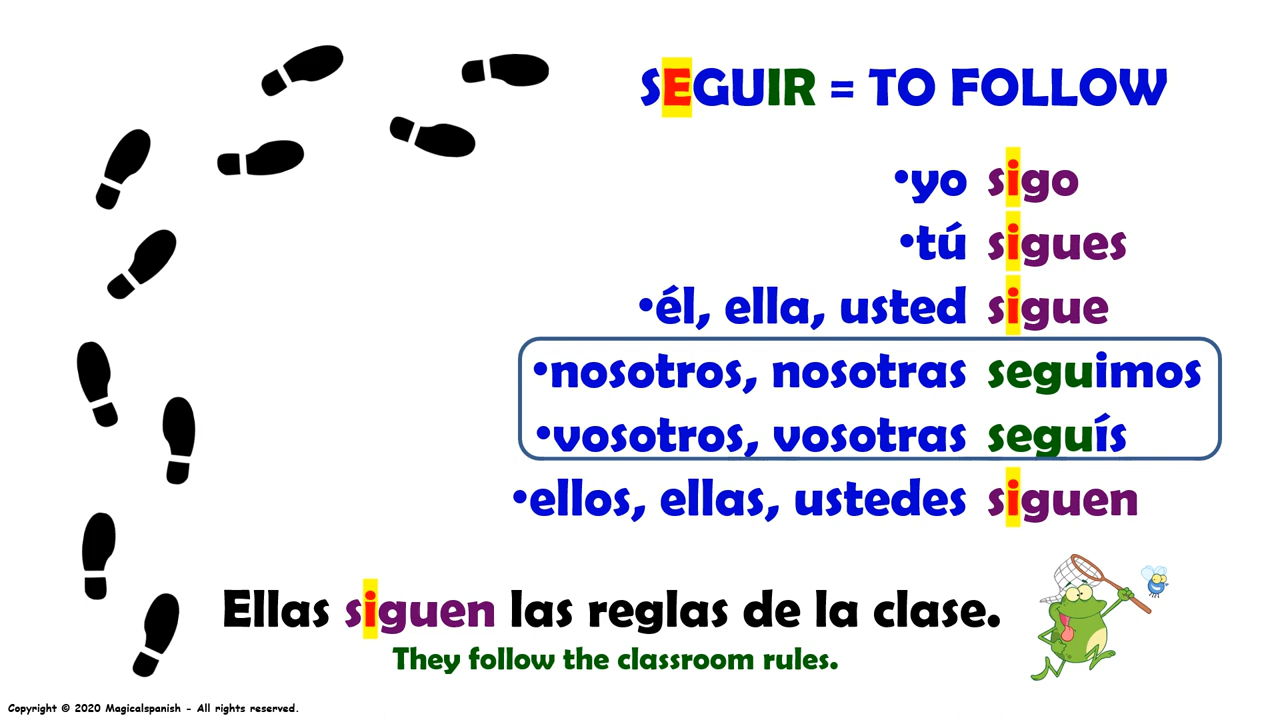 SEGUIR = TO FOLLOW
•yo sigo
•tú sigues
•él, ella, usted sigue
•nosotros, nosotras seguimos
•vosotros, vosotras seguís
•ellos, ellas, ustedes siguen
Ellas siguen las reglas de la clase.
They follow the classroom rules.
Copyright © 2020 Magicalspanish - All rights reserved.